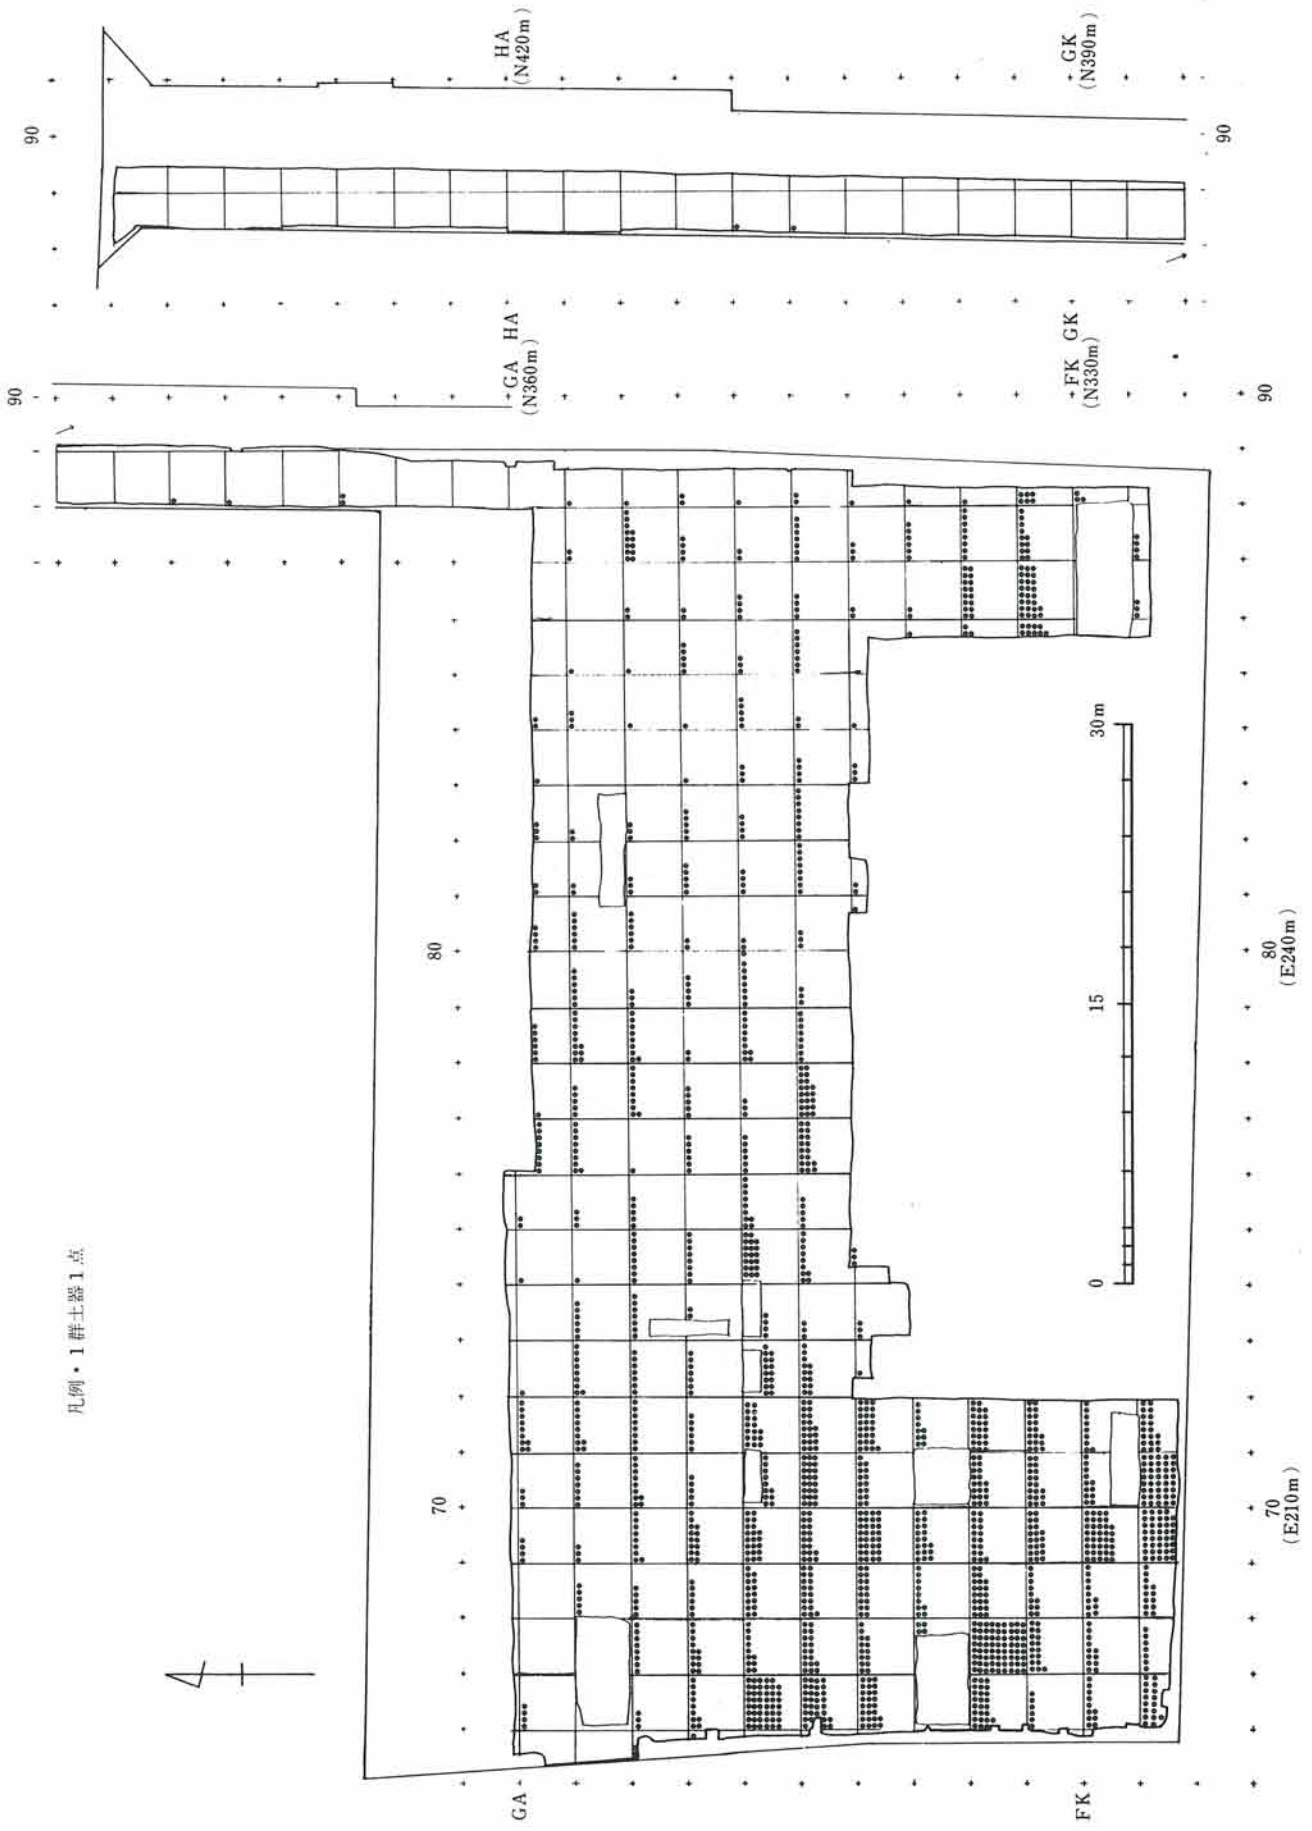 凡例・1群土器1点
90
HA
(N420m)
GK
(N390m)
90
90
GA HA
(N360m)
FK GK
(N330m)
90
80
80
(E240m)
70
70
(E210m)
GA
FK
0
15
30m